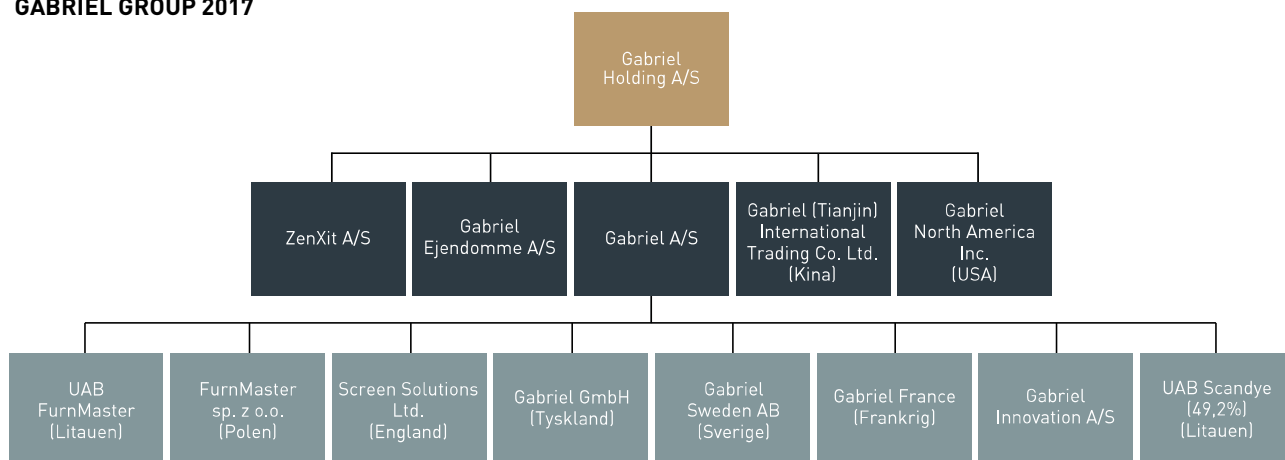 GABRIEL GROUP 2017
Gabriel
Holding A/S
ZenXit A/S
Gabriel
Ejendomme A/S
Gabriel A/S
Gabriel (Tianjin)
International
Trading Co. Ltd.
(Kina)
Gabriel
North America
Inc.
(USA)
UAB
FurnMaster
(Litauen)
FurnMaster
sp. z o.o.
(Polen)
Screen Solutions
Ltd.
(England)
Gabriel GmbH
(Tyskland)
Gabriel
Sweden AB
(Sverige)
Gabriel France
(Frankrig)
Gabriel
Innovation A/S
UAB Scandye
(49,2%)
(Litauen)